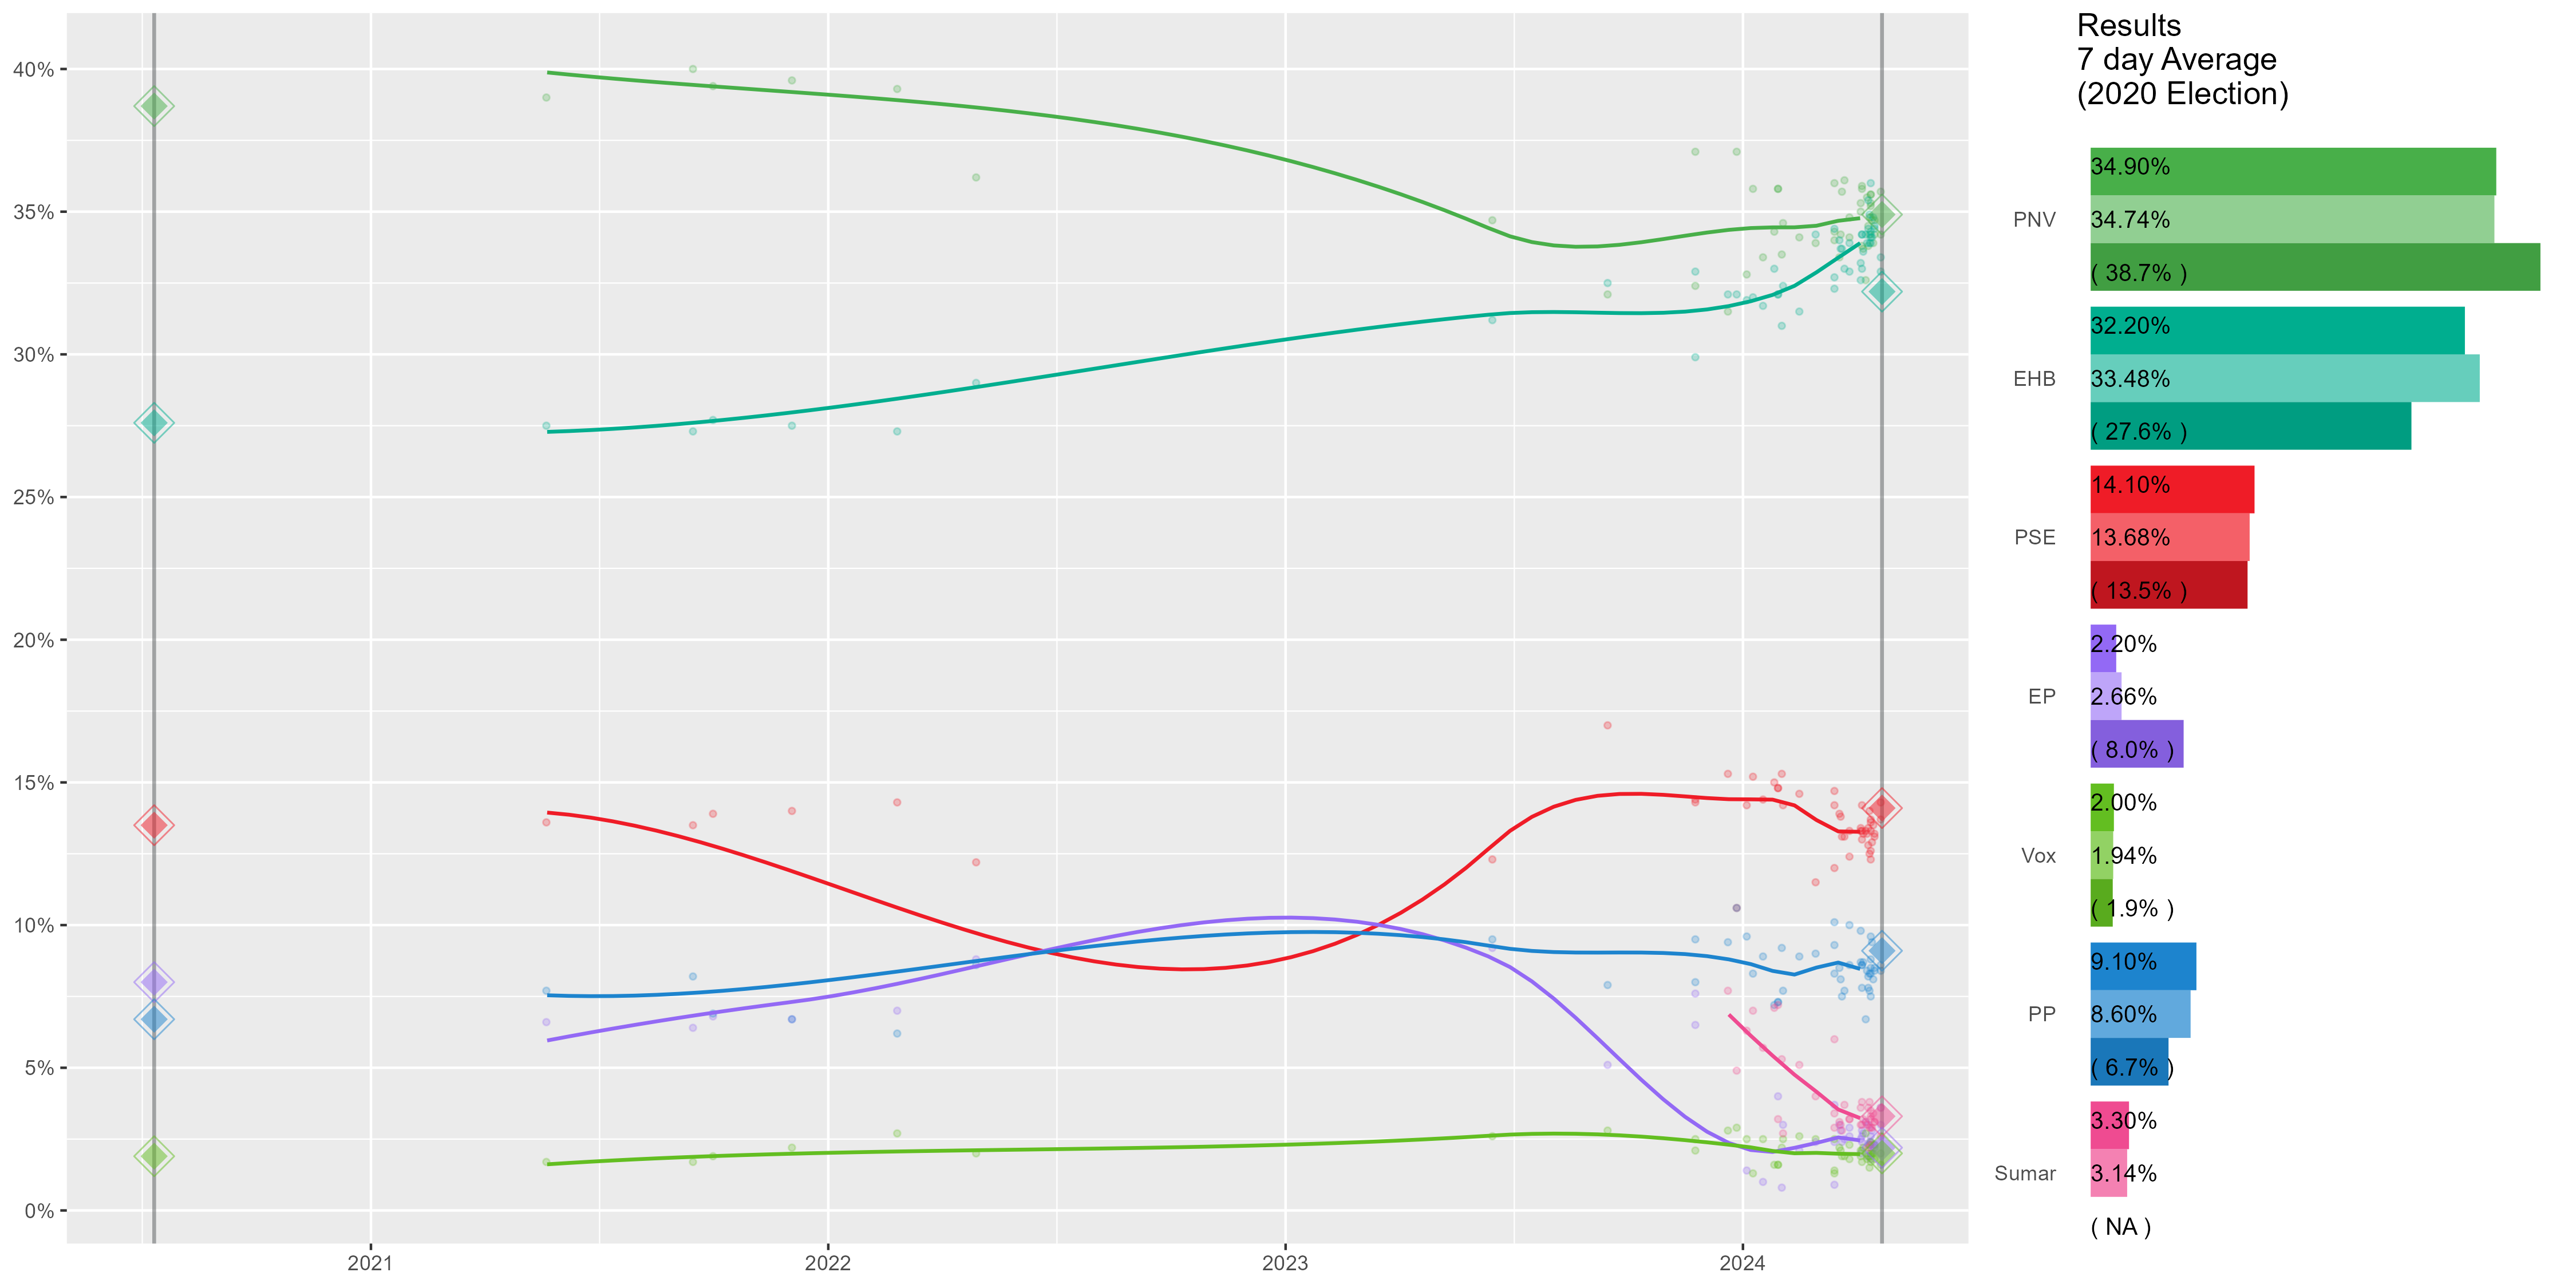 40%
35%
30%
25%
20%
15%
10%
5%
0%
2021
2022
2023
2024
Results
7 day Average
(2020 Election)
PNV
34.90%
34.74%
( 38.7% )
EHB
32.20%
33.48%
( 27.6% )
PSE
14.10%
13.68%
( 13.5% )
EP
2.20%
2.66%
( 8.0% )
Vox
2.00%
1.94%
( 1.9% )
PP
9.10%
8.60%
( 6.7% )
Sumar
3.30%
3.14%
( NA )